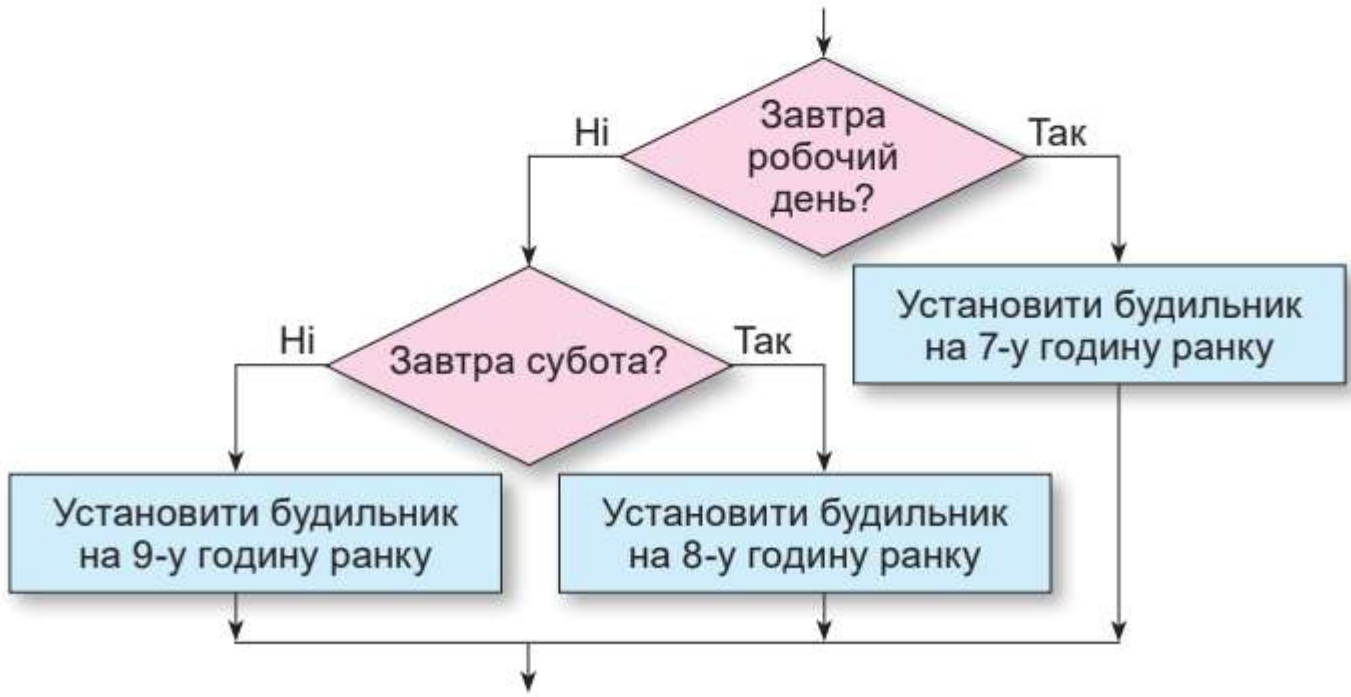 Завтра
робочий
день?
Ні
Так
Установити будильник
на 7-у годину ранку
Завтра субота?
Ні
Так
Установити будильник
на 9-у годину ранку
Установити будильник
на 8-у годину ранку